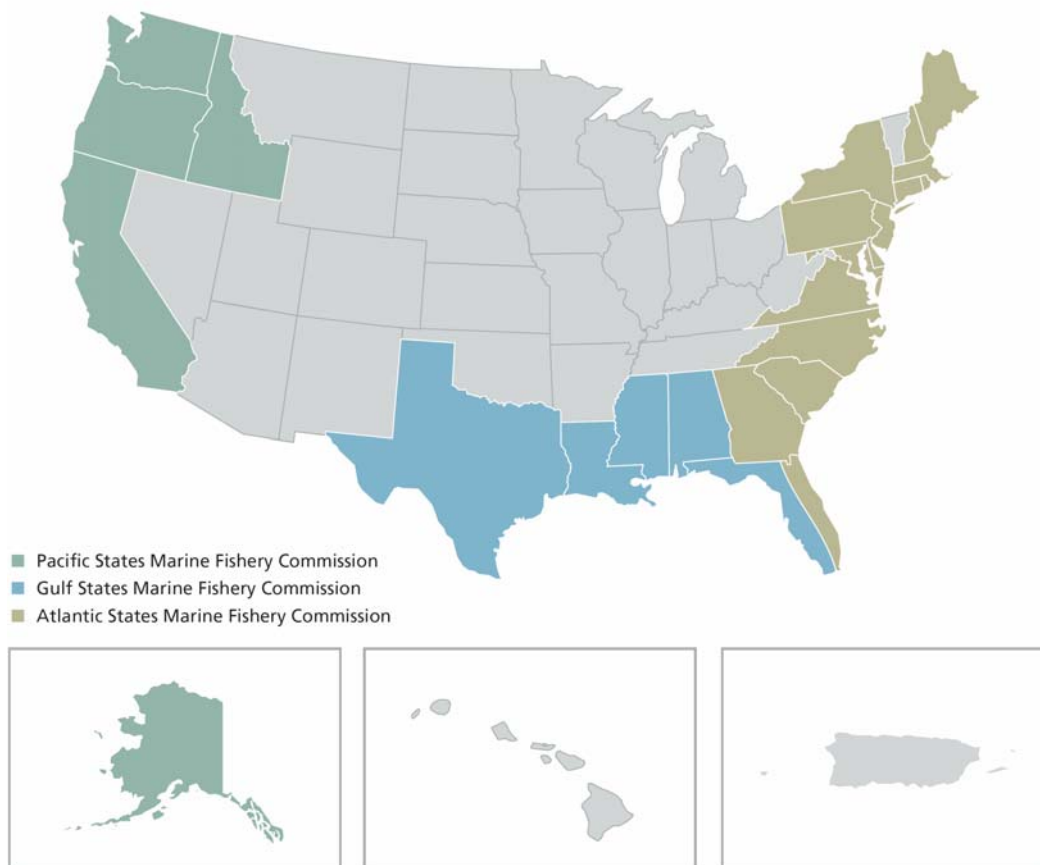 Pacific States Marine Fishery Commission
Gulf States Marine Fishery Commission
Atlantic States Marine Fishery Commission